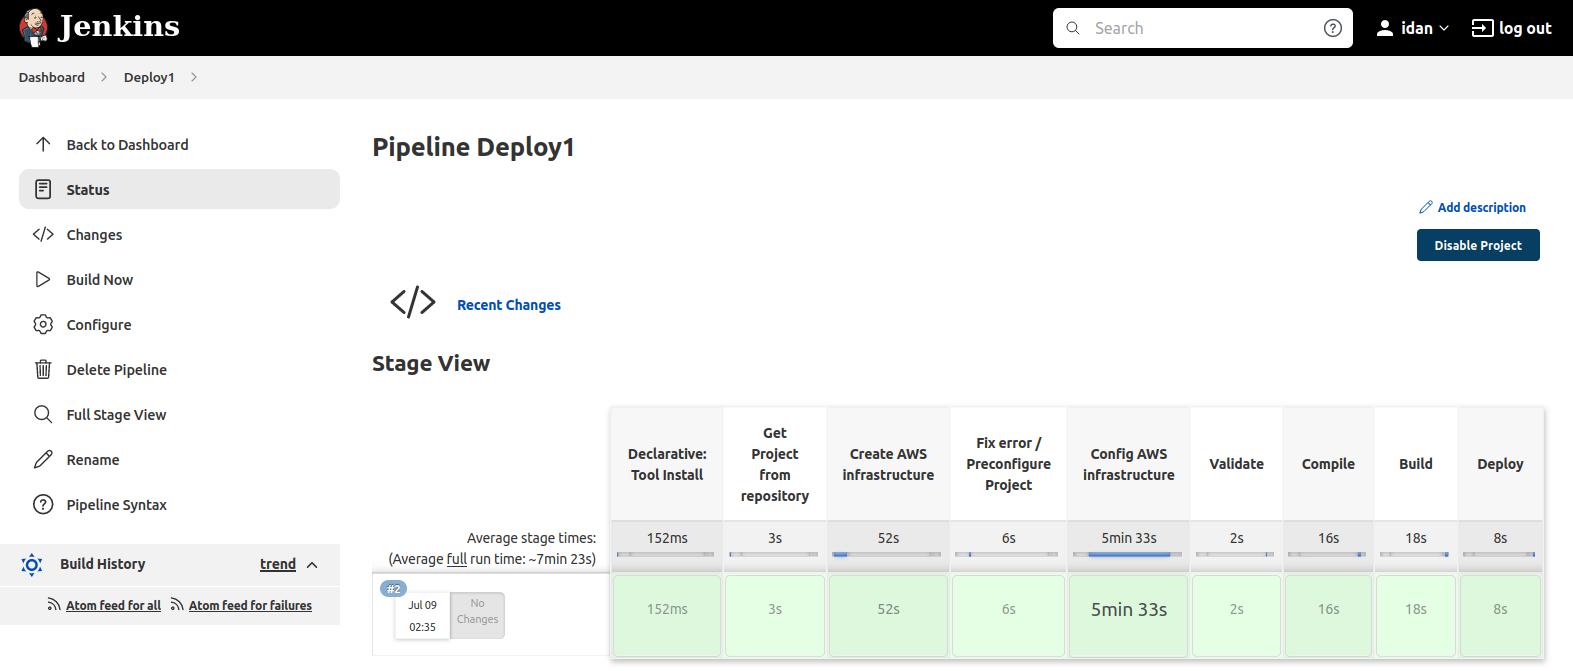 Jenkins
Search
idan
log out
Dashboard
Deploy1
Back to Dashboard
Status
Changes
Build Now
Configure
Delete Pipeline
Full Stage View
Rename
Pipeline Syntax
Build History
trend
Atom feed for all
Atom feed for failures
Pipeline Deploy1
Add description
Disable Project
Recent Changes
Stage View
Declarative:
Tool Install
Get
Project
from
repository
Create AWS
infrastructure
Fix error /
Preconfigure
Project
Config AWS
infrastructure
Validate
Compile
Build
Deploy
Average stage times:
(Average full run time: ~7min 23s)
152ms
3s
52s
6s
5min 33s
2s
16s
18s
8s
#2
Jul 09
02:35
No
Changes
152ms
3s
52s
6s
5min 33s
2s
16s
18s
8s